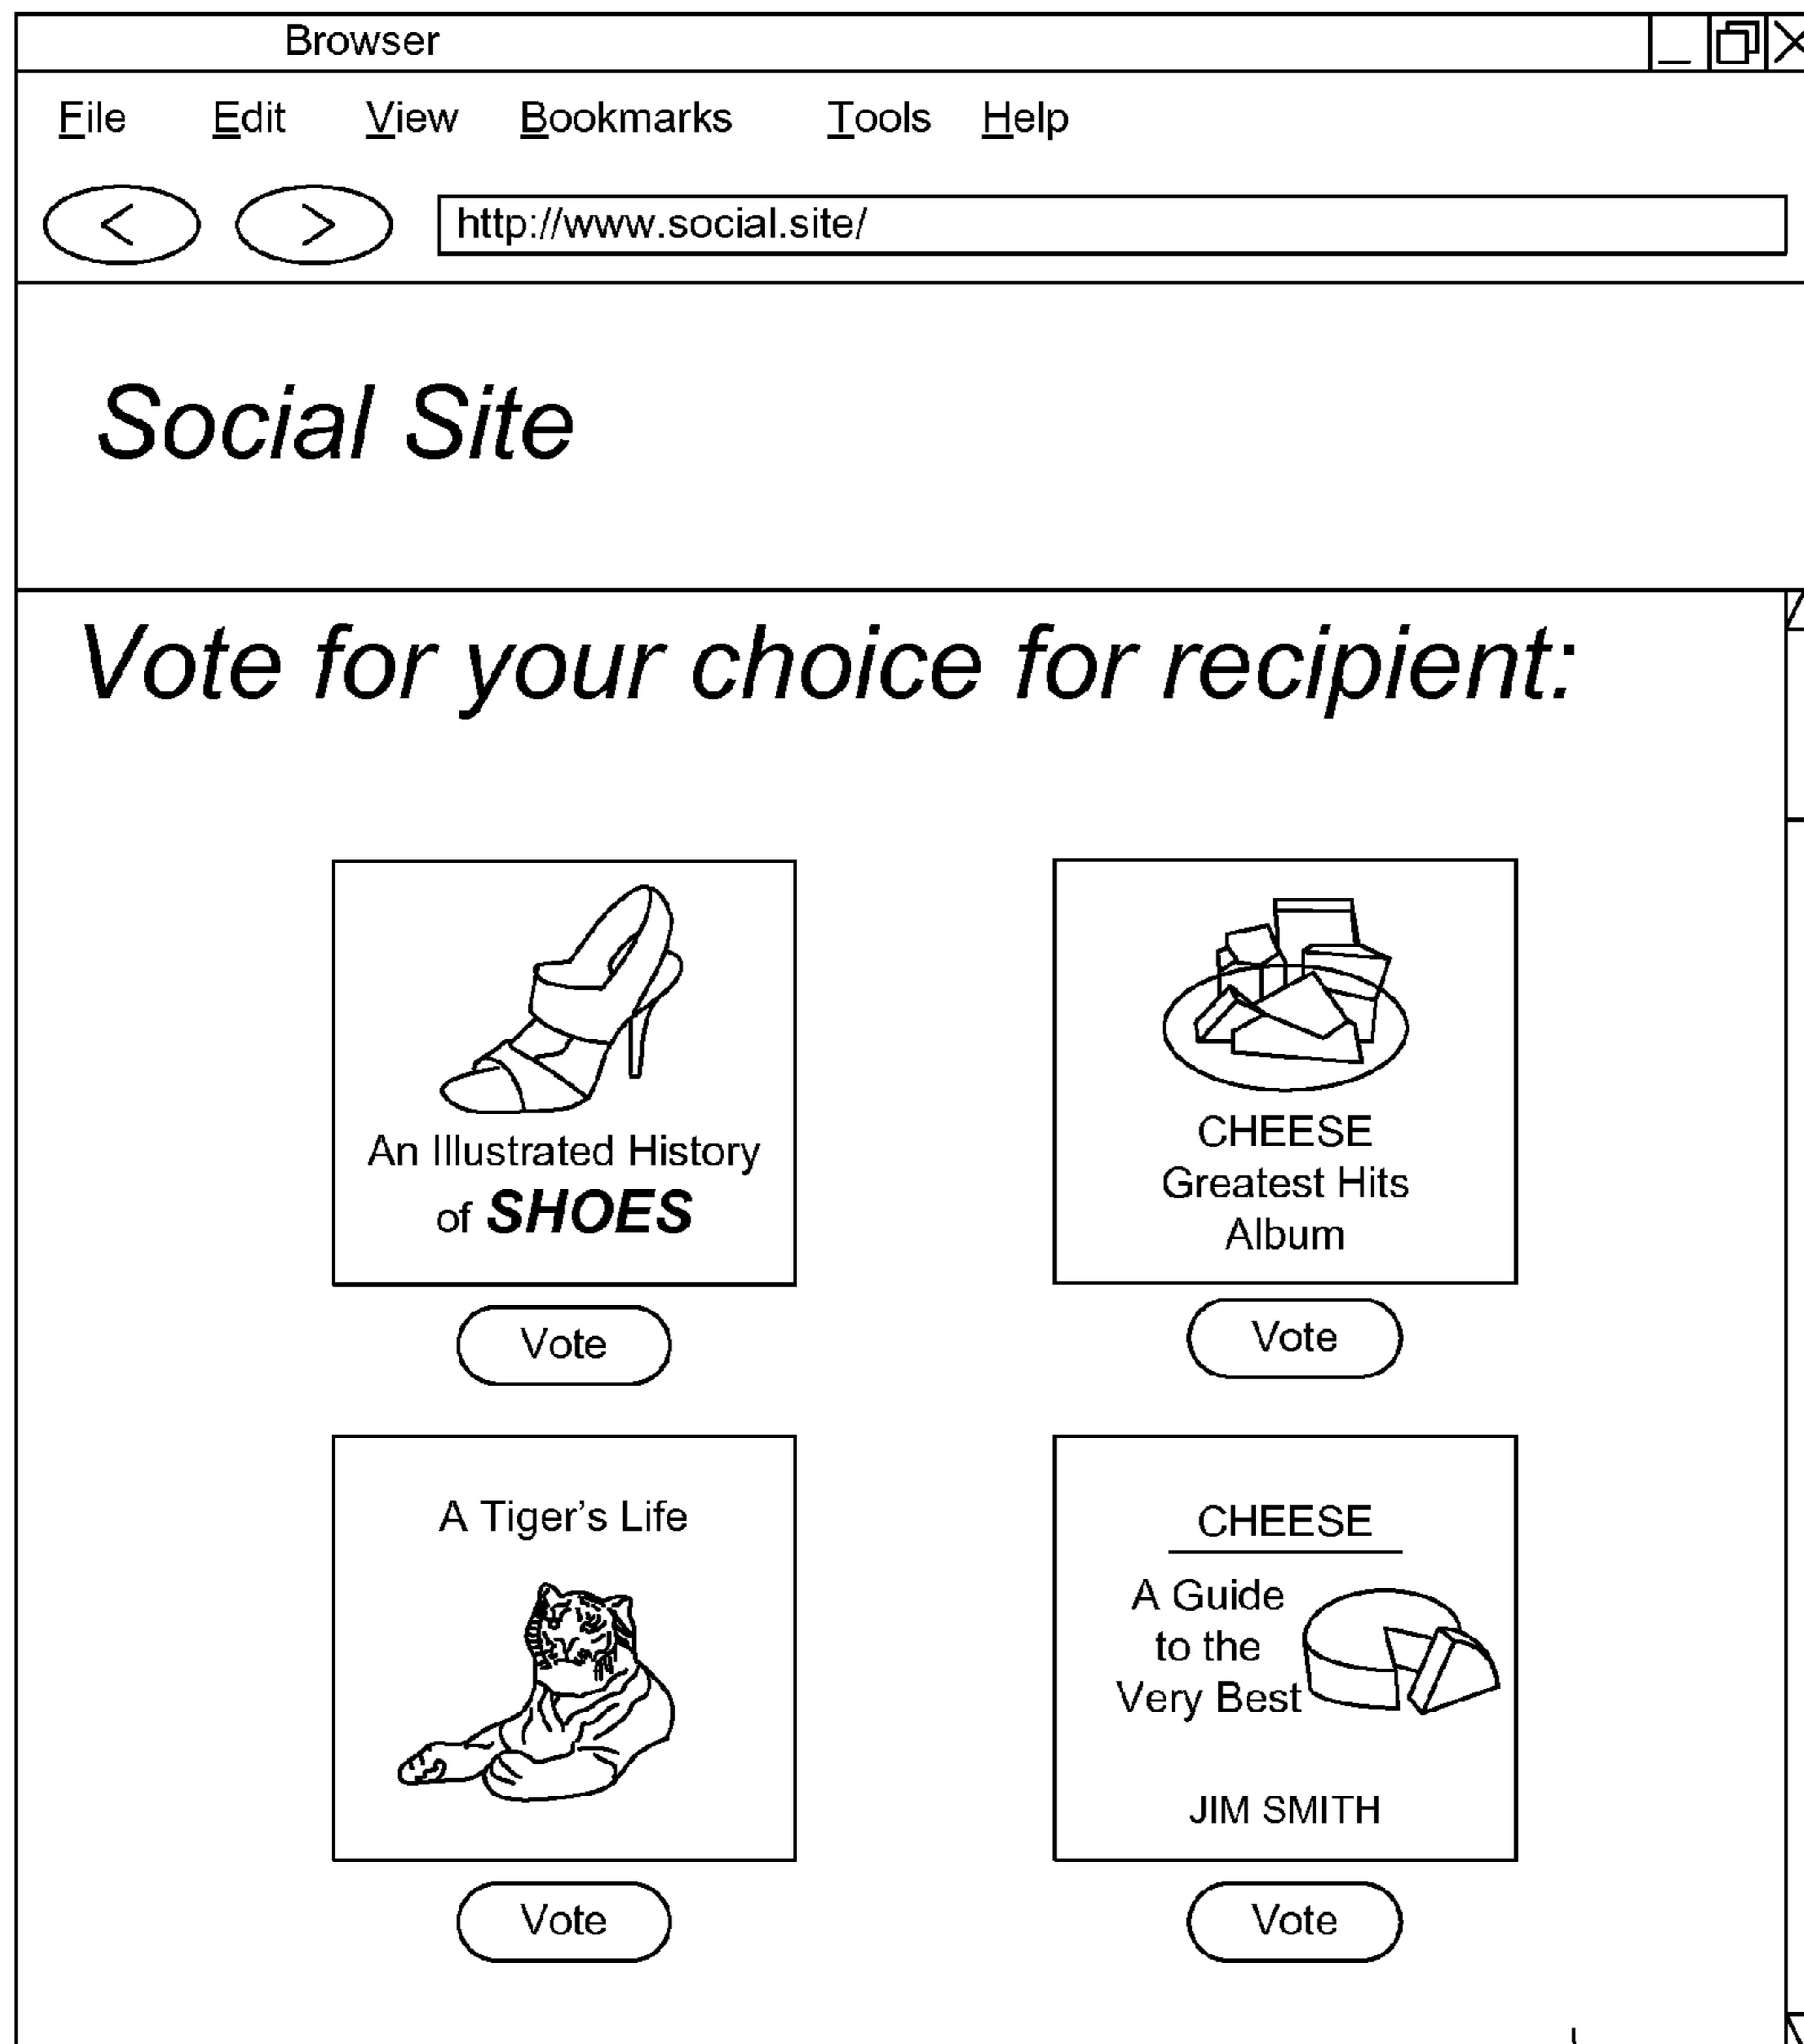 Browser
File Edit View Bookmarks Tools Help
< > http://www.social.site/
Social Site
Vote for your choice for recipient:
An Illustrated History
of SHOES
Vote
CHEESE
Greatest Hits
Album
Vote
A Tiger's Life
Vote
CHEESE
A Guide
to the
Very Best
JIM SMITH
Vote